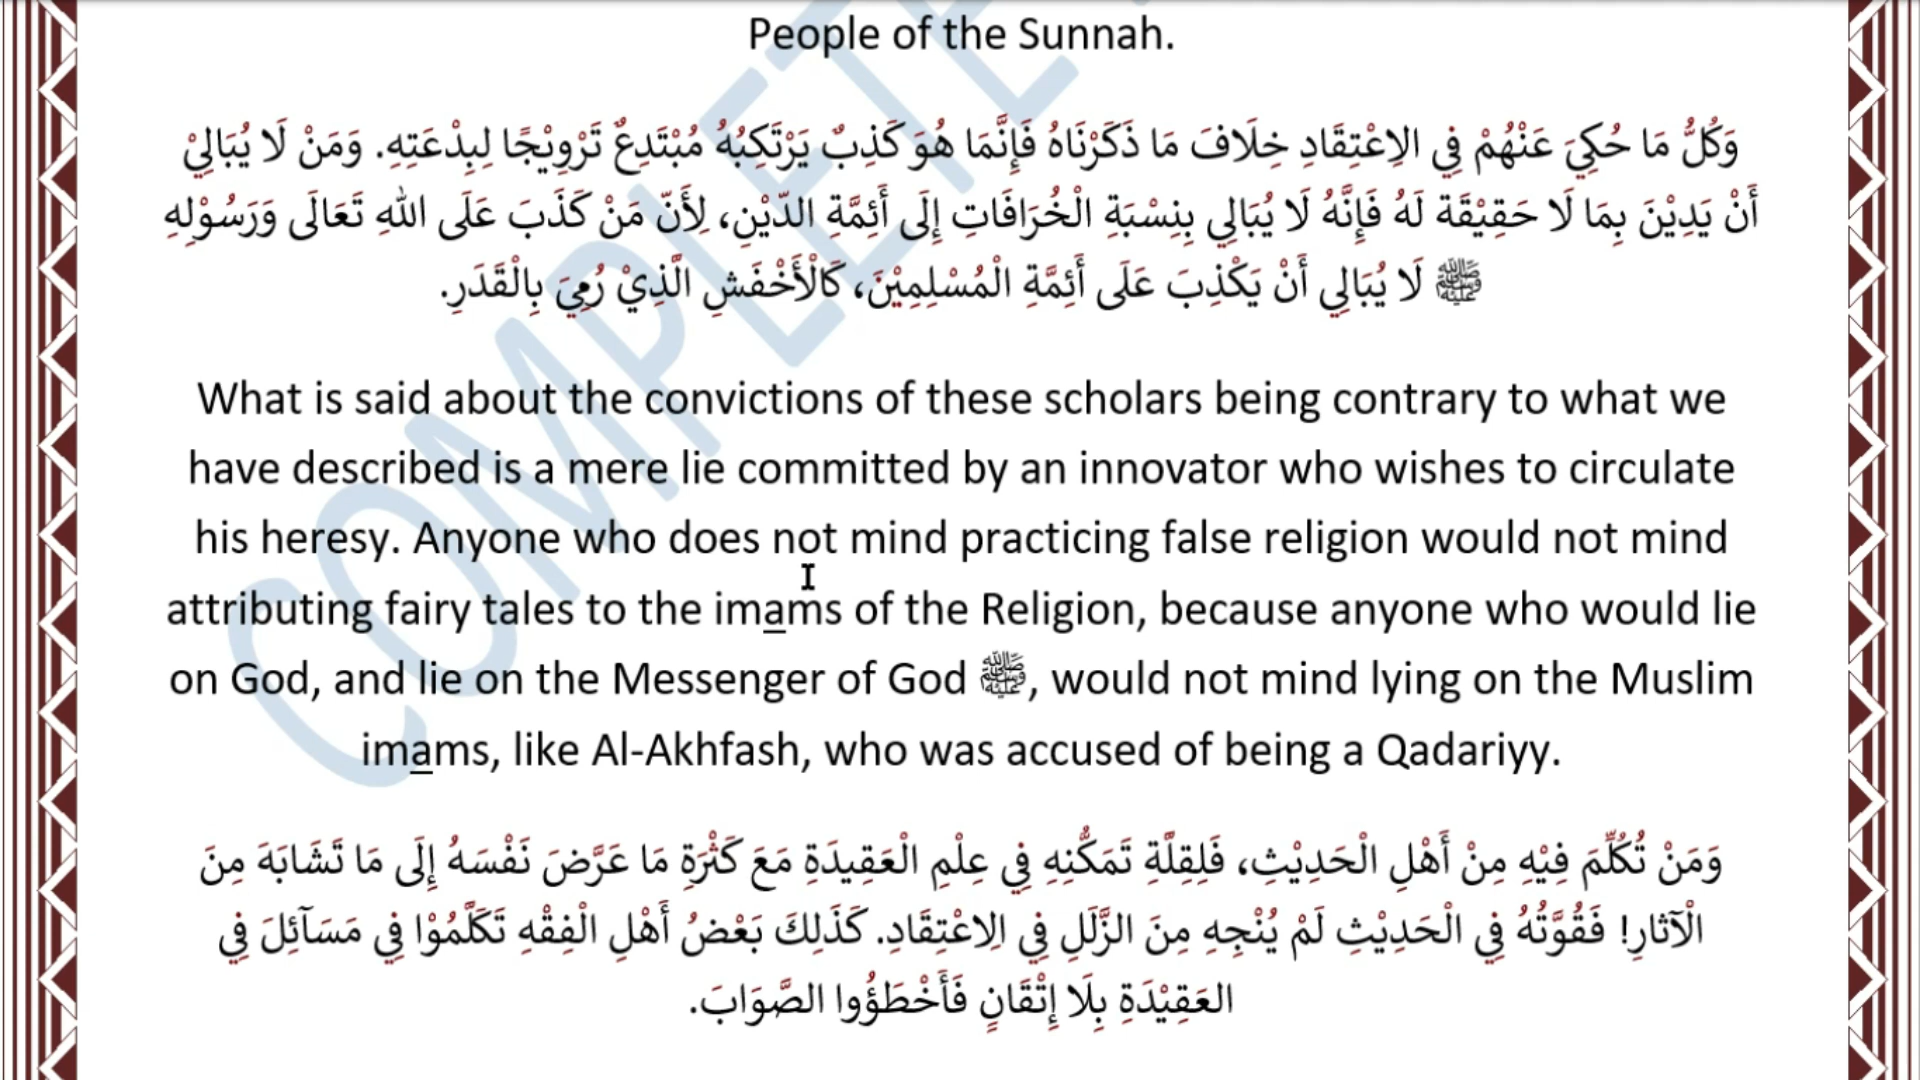 People of the Sunnah.
وَكُلُّ مَا حُكِيَ عَنْهُمْ فِي الِاعْتِقَادِ خِلَافَ مَا ذَكَرْنَاهُ فَإِنَّمَا هُوَ كَذِبٌ يَرْتَكِبُهُ مُبْتَدِعٌ تَرْوِيْجًا لِبِدْعَتِهِ. وَمَنْ لَا يُبَالِيْ
أَنْ يَدِيْنَ بِمَا لَا حَقِيْقَةَ لَهُ فَإِنَّهُ لَا يُبَالِي بِنِسْبَةِ الْخُرَافَاتِ إِلَى أَئِمَّةِ الدِّيْنِ، لِأَنَّ مَنْ كَذَبَ عَلَى اللهِ تَعَالَى وَرَسُوْلِهِ
ﷺ لَا يُبَالِي أَنْ يَكْذِبَ عَلَى أَئِمَّةِ الْمُسْلِمِيْنَ، كَالْأَخْفَشِ الَّذِيْ رُمِيَ بِالْقَدَرِ.
What is said about the convictions of these scholars being contrary to what we
have described is a mere lie committed by an innovator who wishes to circulate
his heresy. Anyone who does not mind practicing false religion would not mind
attributing fairy tales to the imams of the Religion, because anyone who would lie
on God, and lie on the Messenger of God ﷺ, would not mind lying on the Muslim
imams, like Al-Akhfash, who was accused of being a Qadariyy.
وَمَنْ تُكُلِّمَ فِيْهِ مِنْ أَهْلِ الْحَدِيْثِ، فَلِقِلَّةِ تَمَكُّنِهِ فِي عِلْمِ الْعَقِيدَةِ مَعَ كَثْرَةِ مَا عَرَّضَ نَفْسَهُ إِلَى مَا تَشَابَهَ مِنَ
الْآثَارِ! فَقُوَّتُهُ فِي الْحَدِيْثِ لَمْ يُنْجِهِ مِنَ الزَّلَلِ فِي الِاعْتِقَادِ. كَذَلِكَ بَعْضُ أَهْلِ الْفِقْهِ تَكَلَّمُوْا فِي مَسَآئِلَ فِي
العَقِيْدَةِ بِلَا إِتْقَانٍ فَأَخْطَؤُوا الصَّوَابَ.
COMPLETE